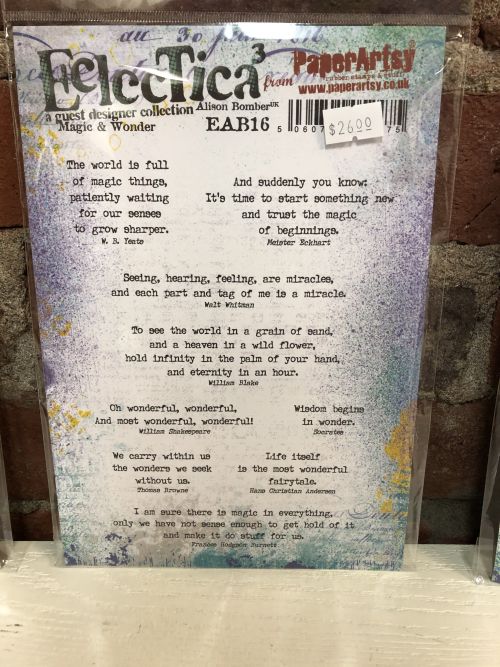 Eclectica³
from PaperArtsy
rubber stamps & stuff
www.paperartsy.co.uk
a guest designer collection Alison Bomber UK
Magic & Wonder
EAB16
5 0607
75
$26.00
The world is full
of magic things,
patiently waiting
for our senses
to grow sharper.
W. B. Yeats
And suddenly you know:
It's time to start something new
and trust the magic
of beginnings.
Meister Eckhart
Seeing, hearing, feeling, are miracles,
and each part and tag of me is a miracle.
Walt Whitman
To see the world in a grain of sand,
and a heaven in a wild flower,
hold infinity in the palm of your hand,
and eternity in an hour.
William Blake
Oh wonderful, wonderful,
And most wonderful, wonderful!
William Shakespeare
Wisdom begins
in wonder.
Socrates
We carry within us
the wonders we seek
without us.
Thomas Browne
Life itself
is the most wonderful
fairytale.
Hans Christian Andersen
I am sure there is magic in everything,
only we have not sense enough to get hold of it
and make it do stuff for us.
Frances Hodgson Burnett